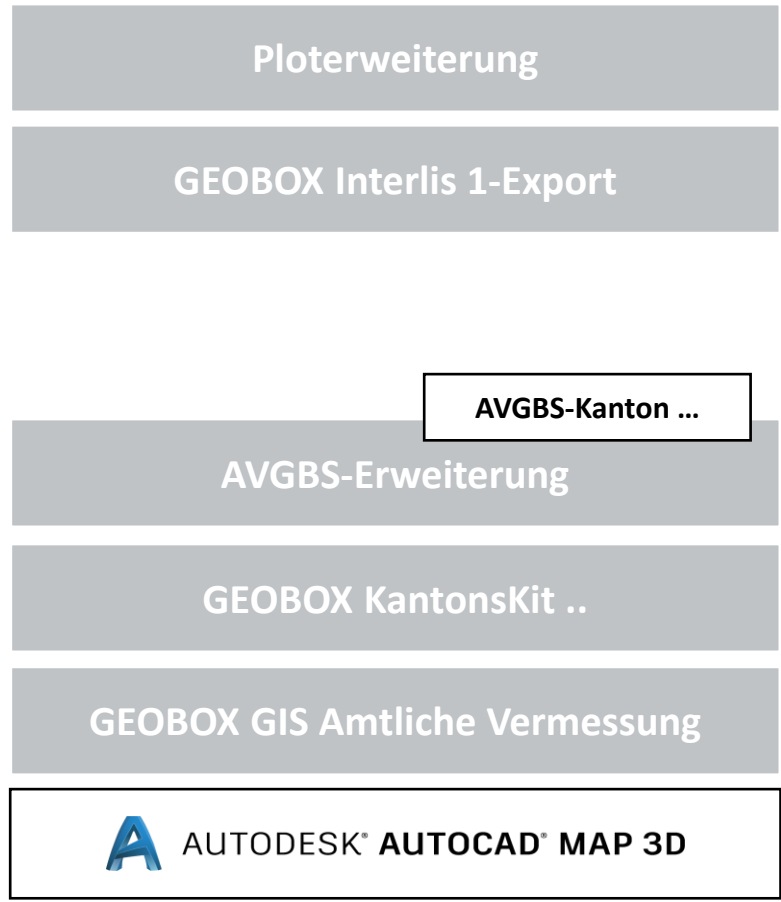 Ploterweiterung
GEOBOX Interlis 1-Export
AVGBS-Kanton ...
AVGBS-Erweiterung
GEOBOX KantonsKit ..
GEOBOX GIS Amtliche Vermessung
AUTODESK® AUTOCAD® MAP 3D